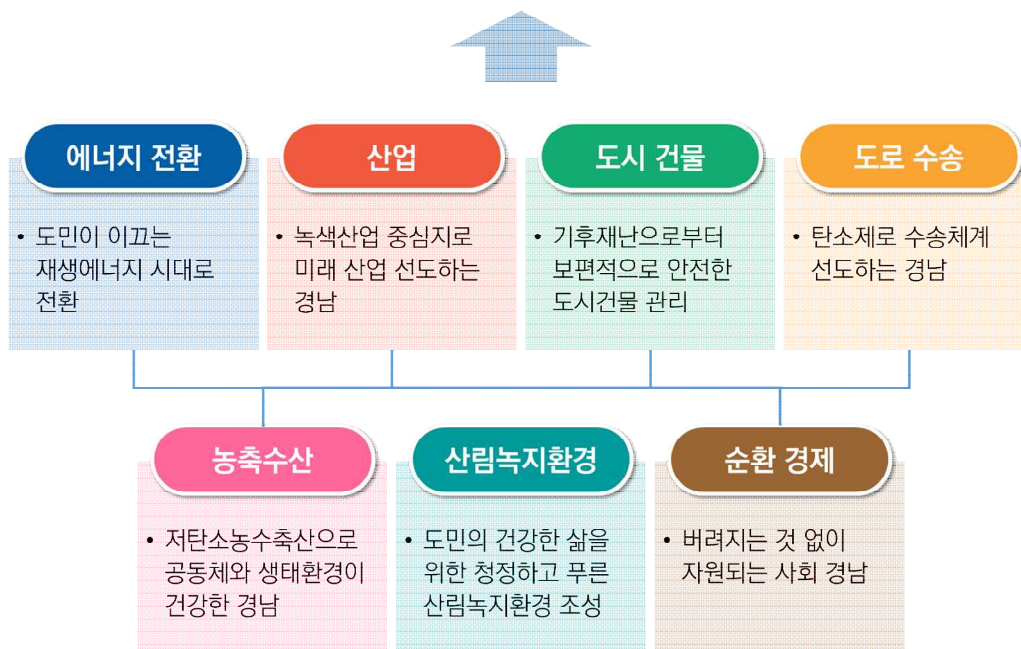 에너지 전환
• 도민이 이끄는
재생에너지 시대로
전환
산업
• 녹색산업 중심지로
미래 산업 선도하는
경남
도시 건물
• 기후재난으로부터
보편적으로 안전한
도시건물 관리
도로 수송
• 탄소제로 수송체계
선도하는 경남
농축수산
• 저탄소농수축산으로
공동체와 생태환경이
건강한 경남
산림녹지환경
• 도민의 건강한 삶을
위한 청정하고 푸른
산림녹지환경 조성
순환 경제
• 버려지는 것 없이
자원되는 사회 경남